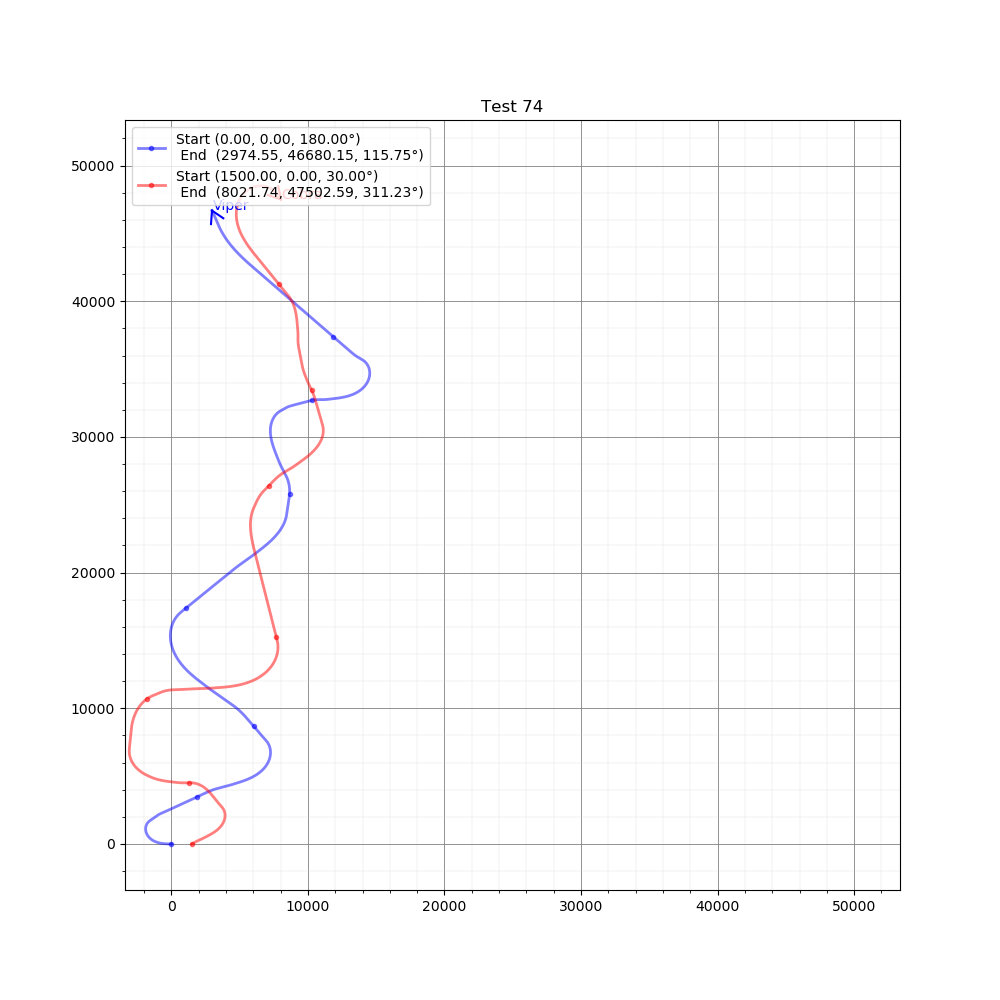 Test 74
Start (0.00, 0.00, 180.00°)
End (2974.55, 46680.15, 115.75°)
Start (1500.00, 0.00, 30.00°)
End (8021.74, 47502.59, 311.23°)
Viper
50000
40000
30000
20000
10000
0
0 10000 20000 30000 40000 50000